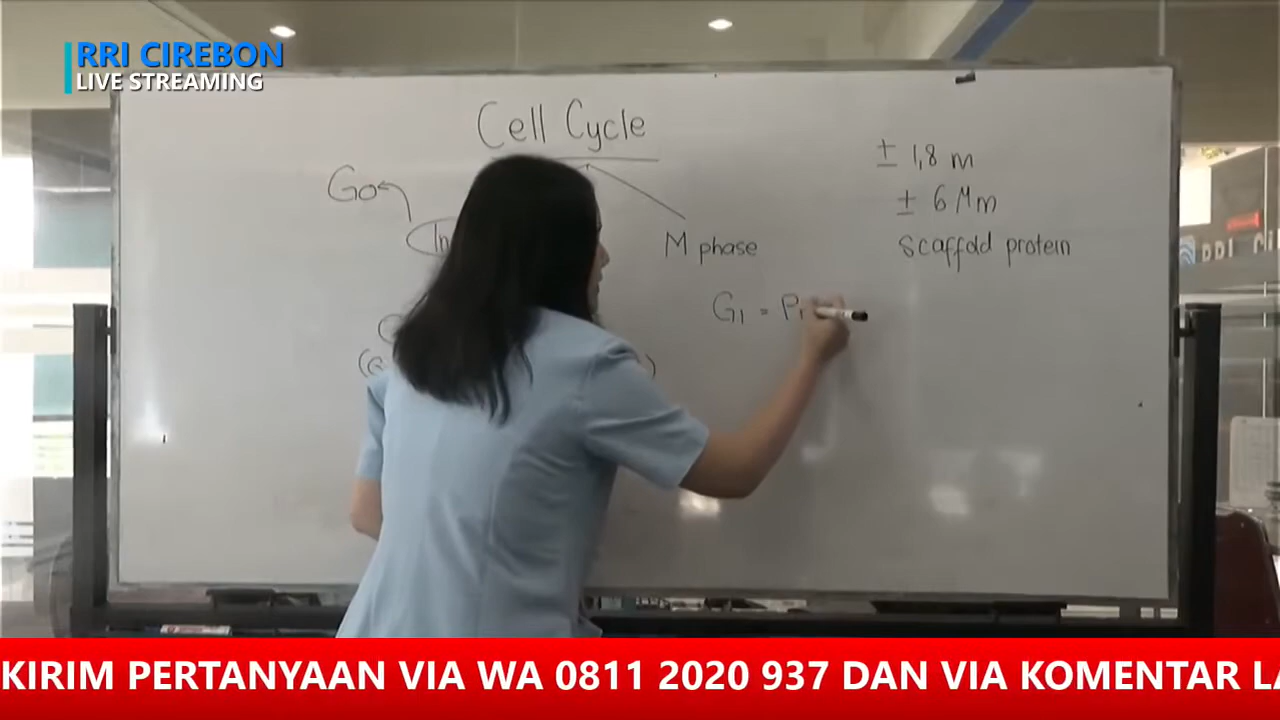 RRI CIREBON
LIVE STREAMING
Cell Cycle
Go
M phase
± 1,8 m
± 6 Mm
Scaffold protein
G1 =
KIRIM PERTANYAAN VIA WA 0811 2020 937 DAN VIA KOMENTAR